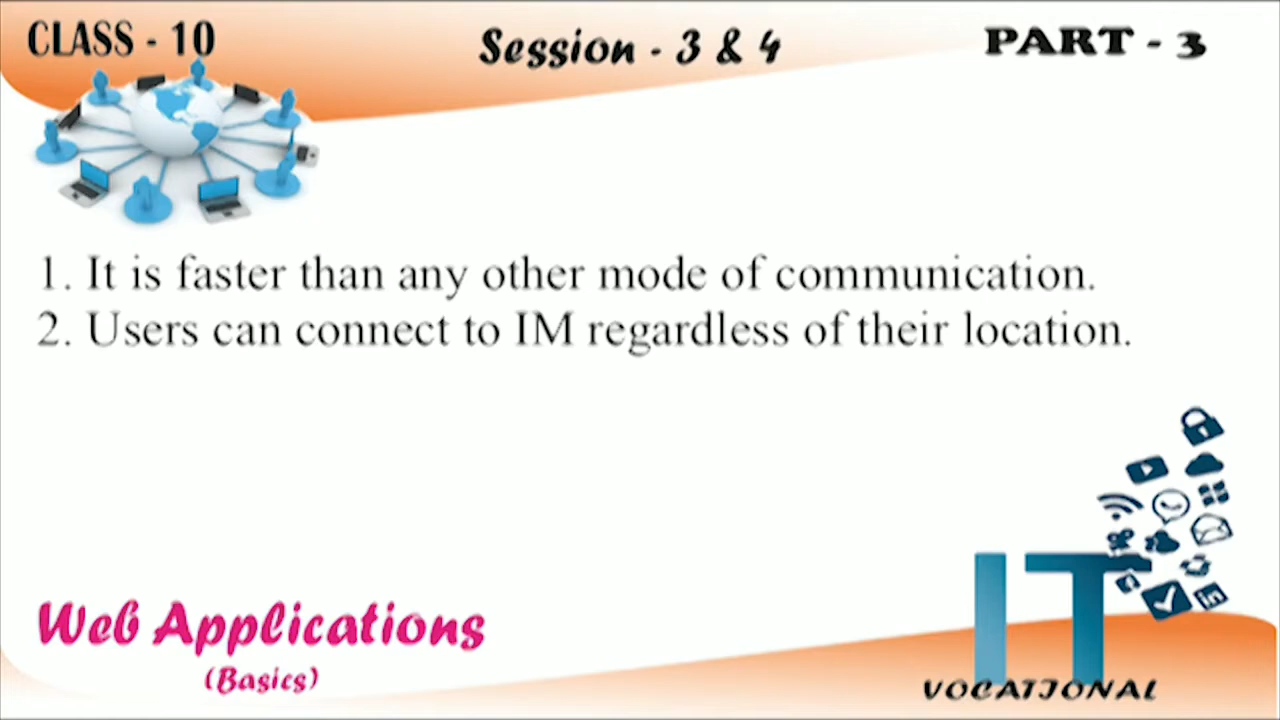 CLASS - 10
Session - 3 & 4
PART - 3
1. It is faster than any other mode of communication.
2. Users can connect to IM regardless of their location.
Web Applications
(Basics)
IT
in
VOCATIONAL